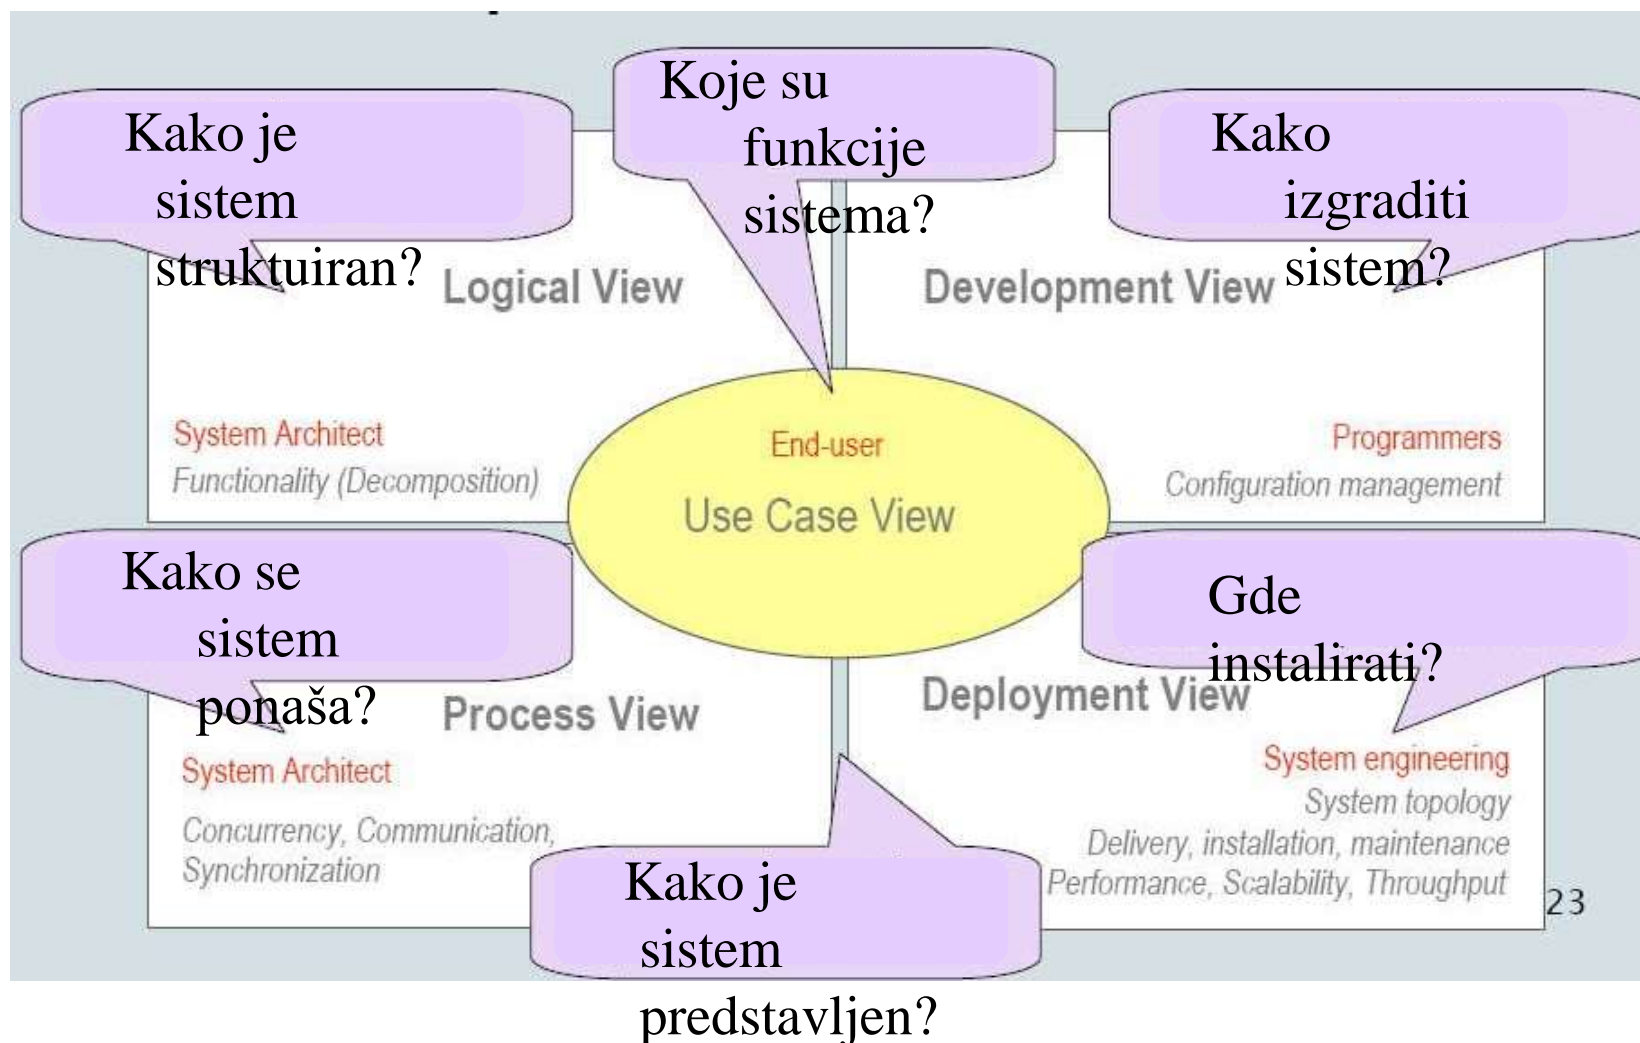 Koje su
funkcije
sistema?
Kako je
sistem
struktuiran?
Kako
izgraditi
sistem?
Logical View
Development View
System Architect
Functionality (Decomposition)
End-user
Use Case View
Programmers
Configuration management
Kako se
sistem
ponaša?
Gde
instalirati?
Process View
Deployment View
System Architect
Concurrency, Communication,
Synchronization
System engineering
System topology
Delivery, installation, maintenance
Performance, Scalability, Throughput
Kako je
sistem
predstavljen?
23